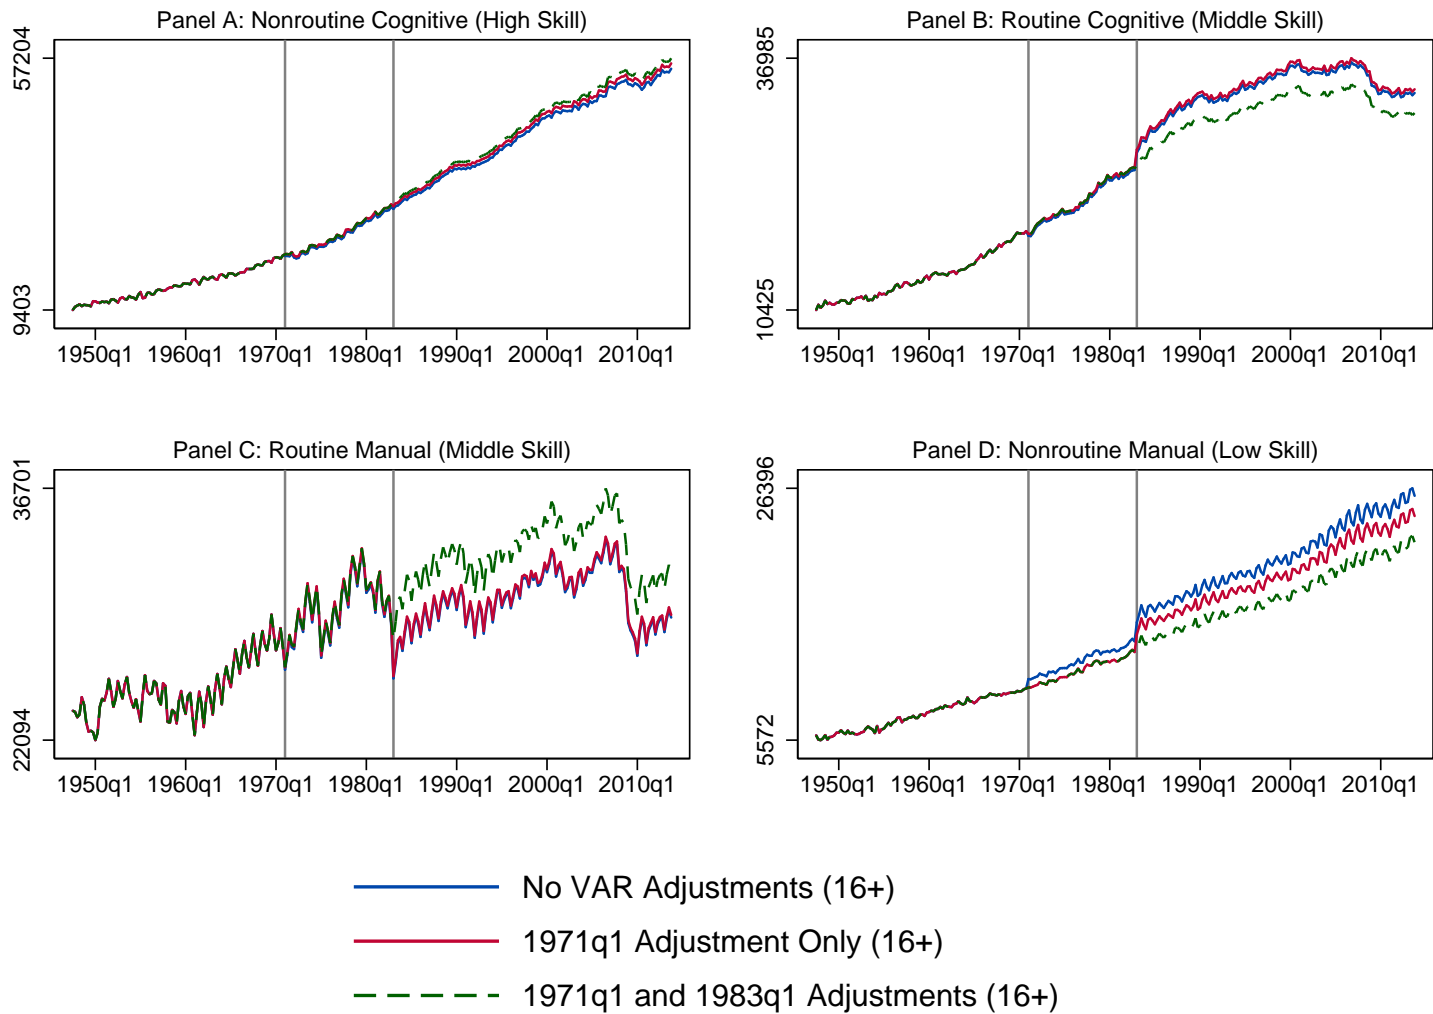 Panel A: Nonroutine Cognitive (High Skill)
57204
9403
1950q1 1960q1 1970q1 1980q1 1990q1 2000q1 2010q1
Panel B: Routine Cognitive (Middle Skill)
36985
10425
1950q1 1960q1 1970q1 1980q1 1990q1 2000q1 2010q1
Panel C: Routine Manual (Middle Skill)
36701
22094
1950q1 1960q1 1970q1 1980q1 1990q1 2000q1 2010q1
Panel D: Nonroutine Manual (Low Skill)
26396
5572
1950q1 1960q1 1970q1 1980q1 1990q1 2000q1 2010q1
No VAR Adjustments (16+)
1971q1 Adjustment Only (16+)
1971q1 and 1983q1 Adjustments (16+)